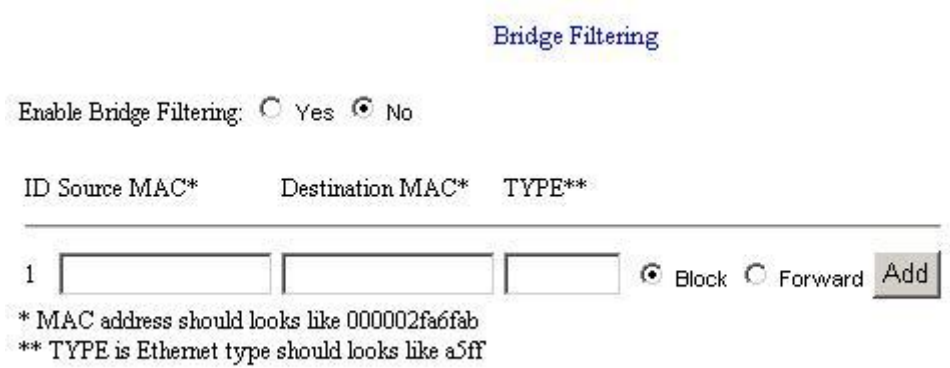 Bridge Filtering
Enable Bridge Filtering: Yes No
ID Source MAC* Destination MAC* TYPE**
1 Block Forward Add
* MAC address should looks like 000002fa6fab
** TYPE is Ethernet type should looks like a5ff